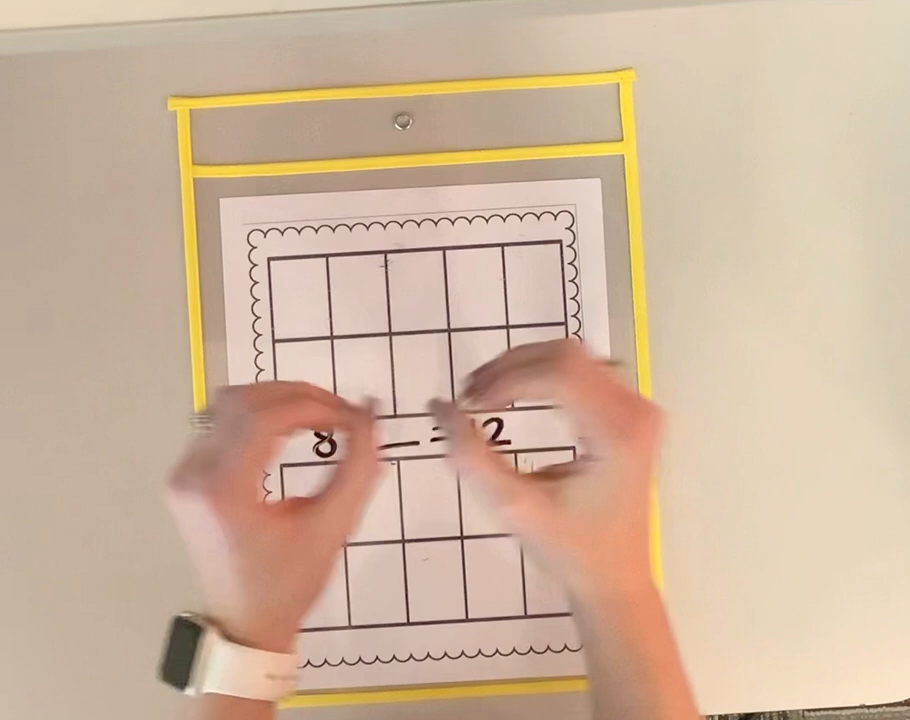 8 __ = 12